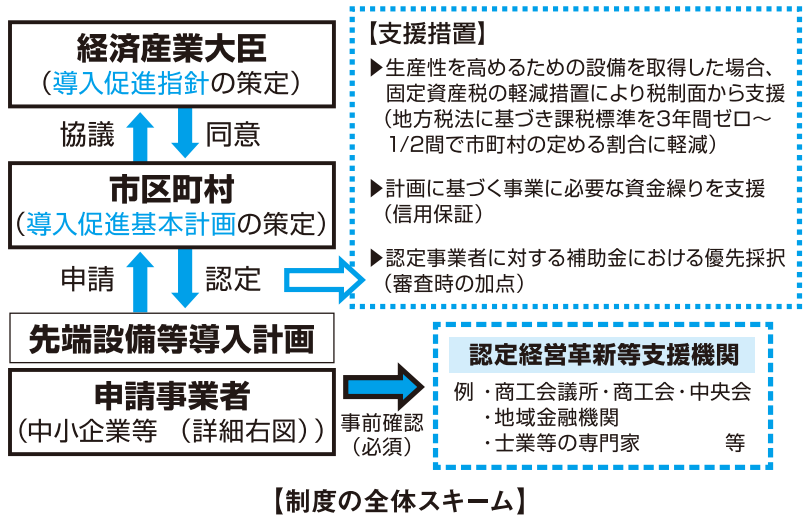 経済産業大臣
（導入促進指針の策定）
協議 同意
市区町村
（導入促進基本計画の策定）
申請 認定
先端設備等導入計画
申請事業者
（中小企業等 （詳細右図））
【支援措置】
▶生産性を高めるための設備を取得した場合、
固定資産税の軽減措置により税制面から支援
（地方税法に基づき課税標準を3年間ゼロ〜
1/2間で市町村の定める割合に軽減）
▶計画に基づく事業に必要な資金繰りを支援
（信用保証）
▶認定事業者に対する補助金における優先採択
（審査時の加点）
事前確認
（必須）
認定経営革新等支援機関
例 ・商工会議所・商工会・中央会
・地域金融機関
・士業等の専門家 等
【制度の全体スキーム】